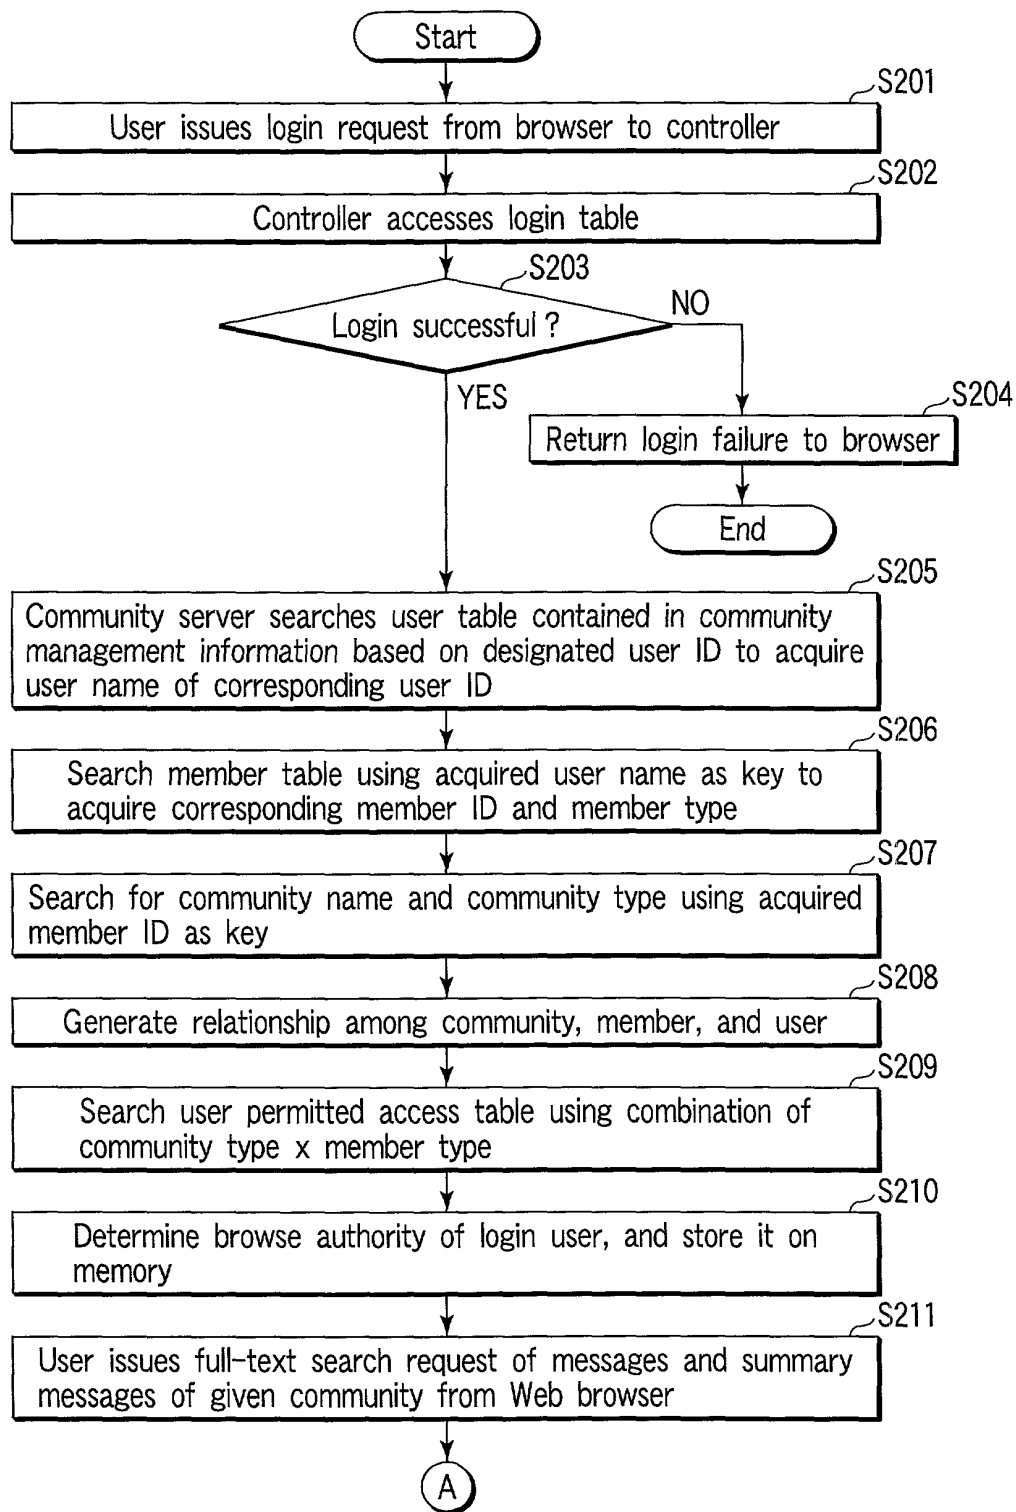 Start
S201
User issues login request from browser to controller
S202
Controller accesses login table
S203
Login successful ?
NO
YES
S204
Return login failure to browser
End
S205
Community server searches user table contained in community
management information based on designated user ID to acquire
user name of corresponding user ID
S206
Search member table using acquired user name as key to
acquire corresponding member ID and member type
S207
Search for community name and community type using acquired
member ID as key
S208
Generate relationship among community, member, and user
S209
Search user permitted access table using combination of
community type x member type
S210
Determine browse authority of login user, and store it on
memory
S211
User issues full-text search request of messages and summary
messages of given community from Web browser
A